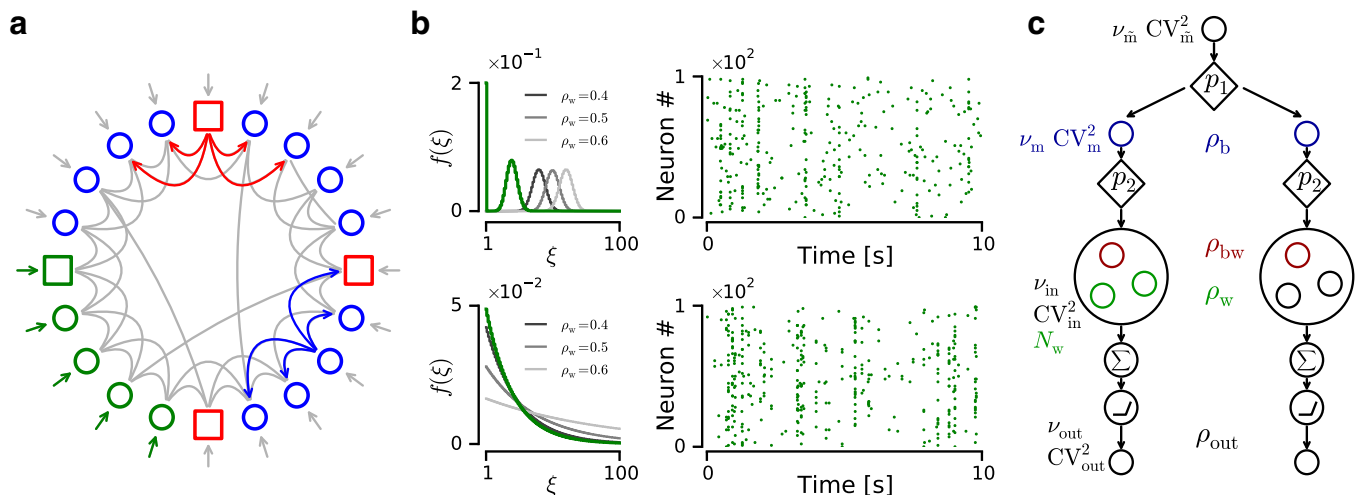 a
b
c
×10⁻¹
2
0
f(ξ)
ρw=0.4
ρw=0.5
ρw=0.6
1
100
ξ
×10²
1
0
Neuron #
0
10
Time [s]
×10⁻²
5
0
f(ξ)
ρw=0.4
ρw=0.5
ρw=0.6
1
100
ξ
×10²
1
0
Neuron #
0
10
Time [s]
νm̃ CV²m̃
p₁
νm CV²m
ρb
p₂
p₂
ρbw
νin
ρw
CV²in
Nw
Σ
Σ
νout
ρout
CV²out